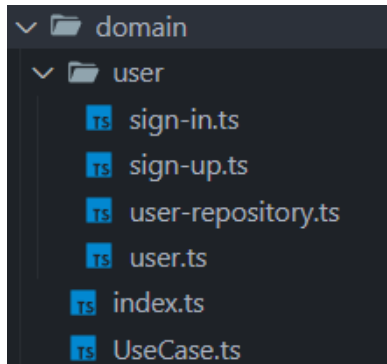 domain
user
TS sign-in.ts
TS sign-up.ts
TS user-repository.ts
TS user.ts
TS index.ts
TS UseCase.ts